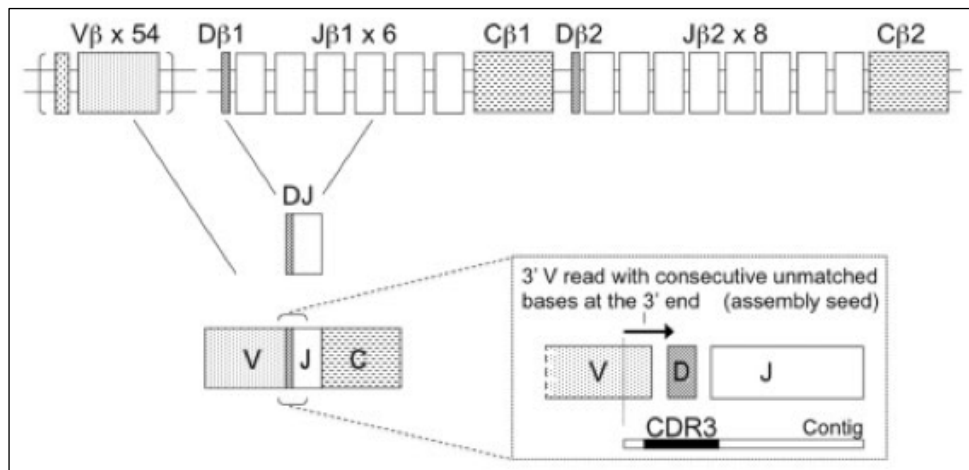 Vβ x 54 Dβ1 Jβ1 x 6 Cβ1 Dβ2 Jβ2 x 8 Cβ2
DJ
3' V read with consecutive unmatched
bases at the 3' end (assembly seed)
V J C
V D J
CDR3 Contig